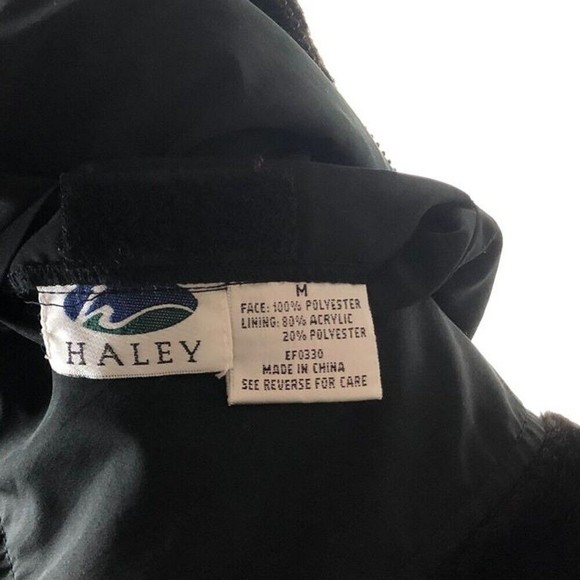 HALEY
M
FACE: 100% POLYESTER
LINING: 80% ACRYLIC
20% POLYESTER
EF0330
MADE IN CHINA
SEE REVERSE FOR CARE